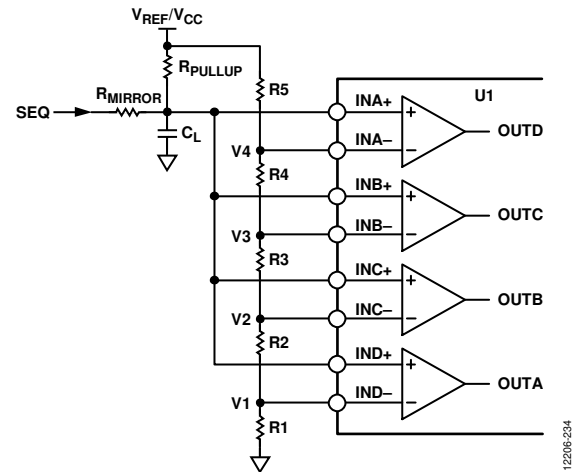 VREF/VCC
RPULLUP
R5
U1
RMIRROR
SEQ
INA+
+
OUTD
CL
V4
INA–
–
R4
INB+
+
OUTC
V3
INB–
–
R3
INC+
+
OUTB
V2
INC–
–
R2
IND+
+
OUTA
V1
IND–
–
R1
12206-234